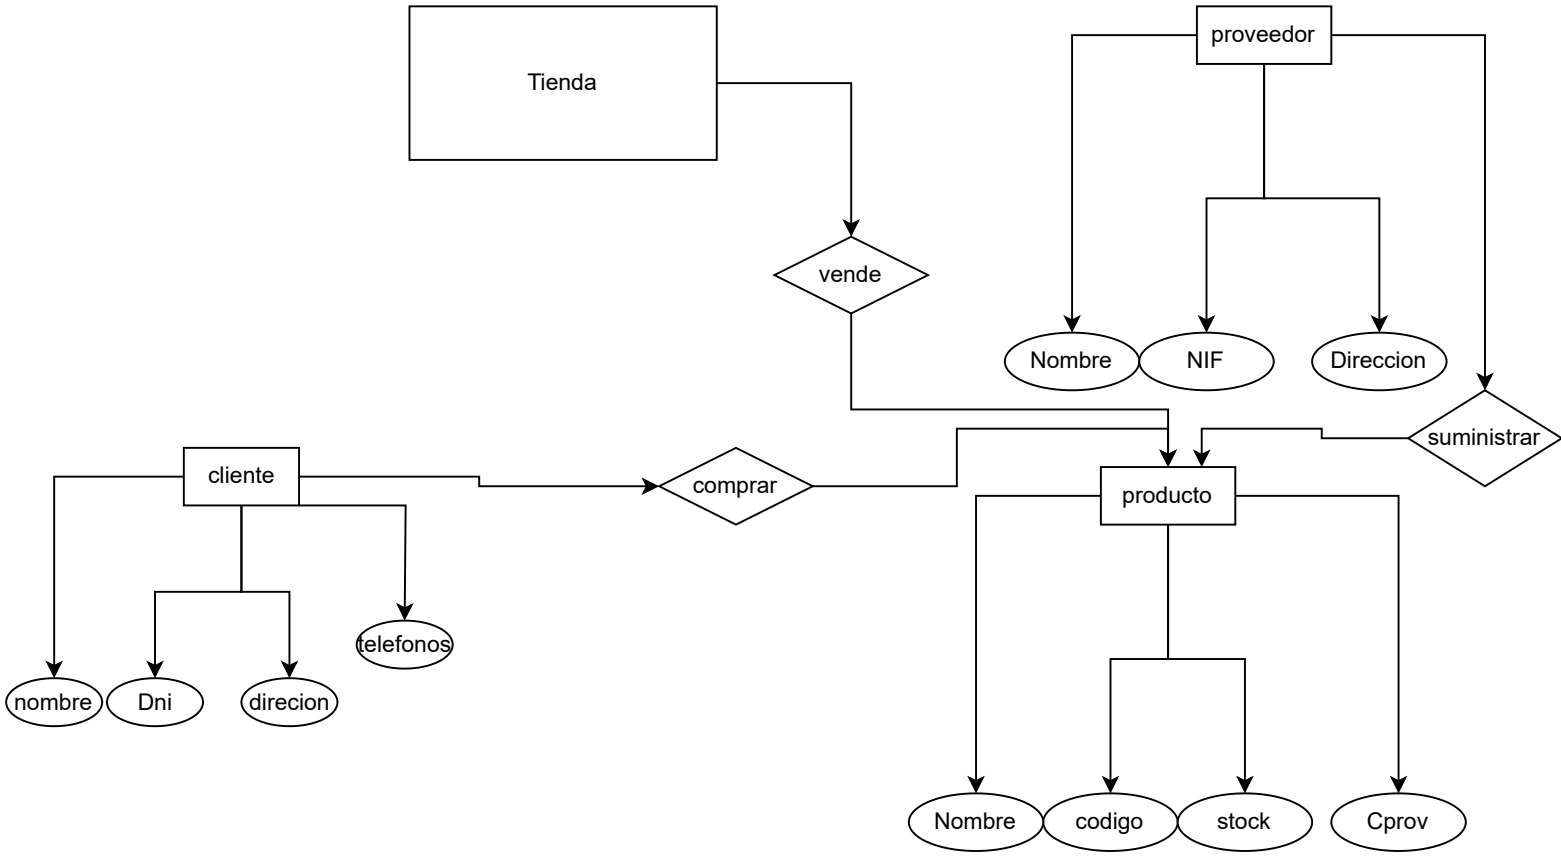 Tienda
proveedor
vende
Nombre
NIF
Direccion
suministrar
cliente
comprar
producto
telefonos
nombre
Dni
direcion
Nombre
codigo
stock
Cprov